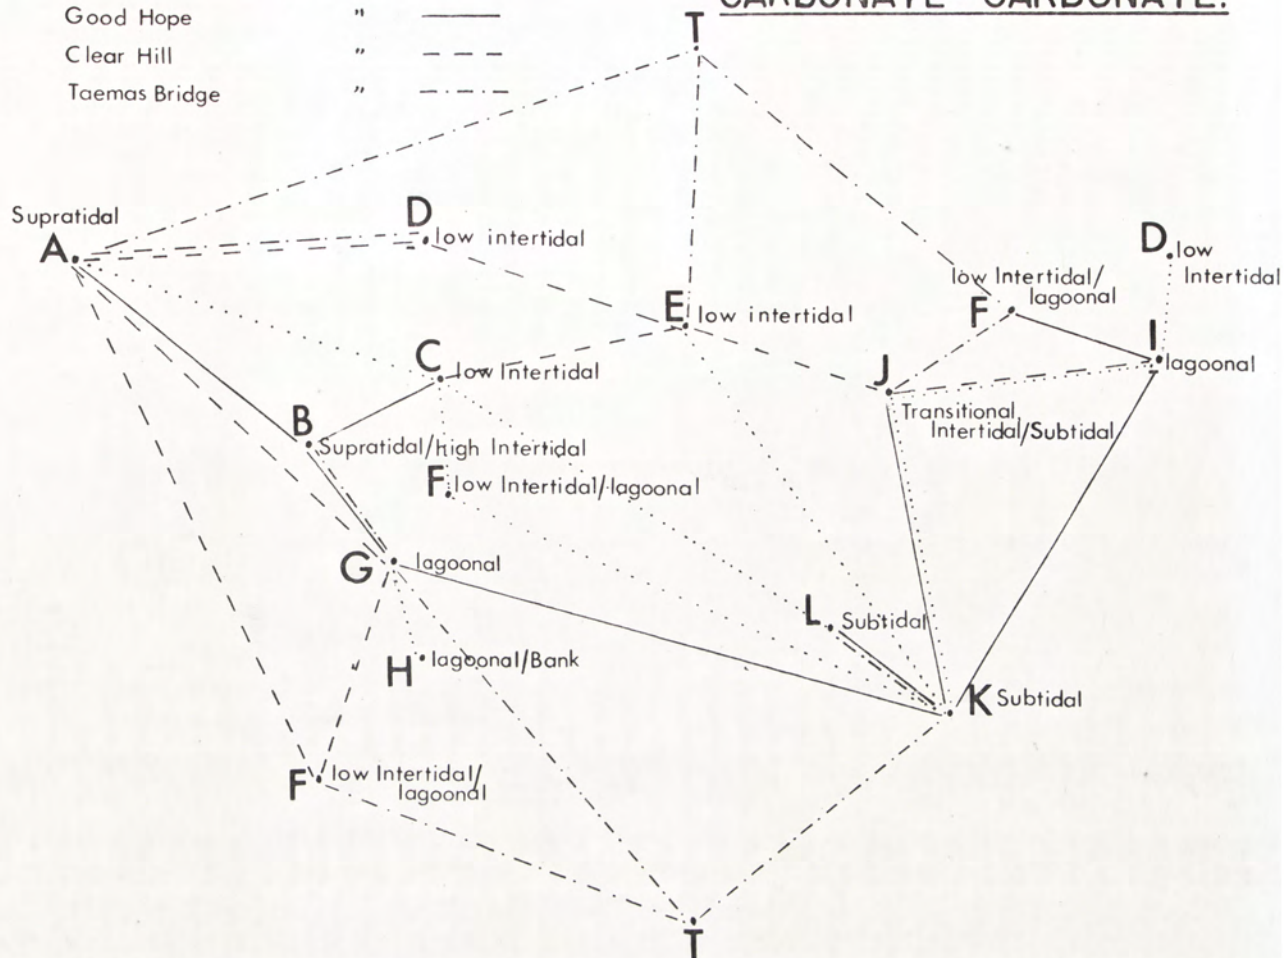 CARBONATE-CARBONATE.
Good Hope "
Clear Hill "
Taemas Bridge "
T
Supratidal
A
D low intertidal
D low
Intertidal
low Intertidal/
lagoonal
F
E low intertidal
I
lagoonal
C low Intertidal
J
Transitional
Intertidal/Subtidal
B
Supratidal/high Intertidal
F low Intertidal/lagoonal
G lagoonal
L Subtidal
H lagoonal/Bank
K Subtidal
F low Intertidal/
lagoonal
T